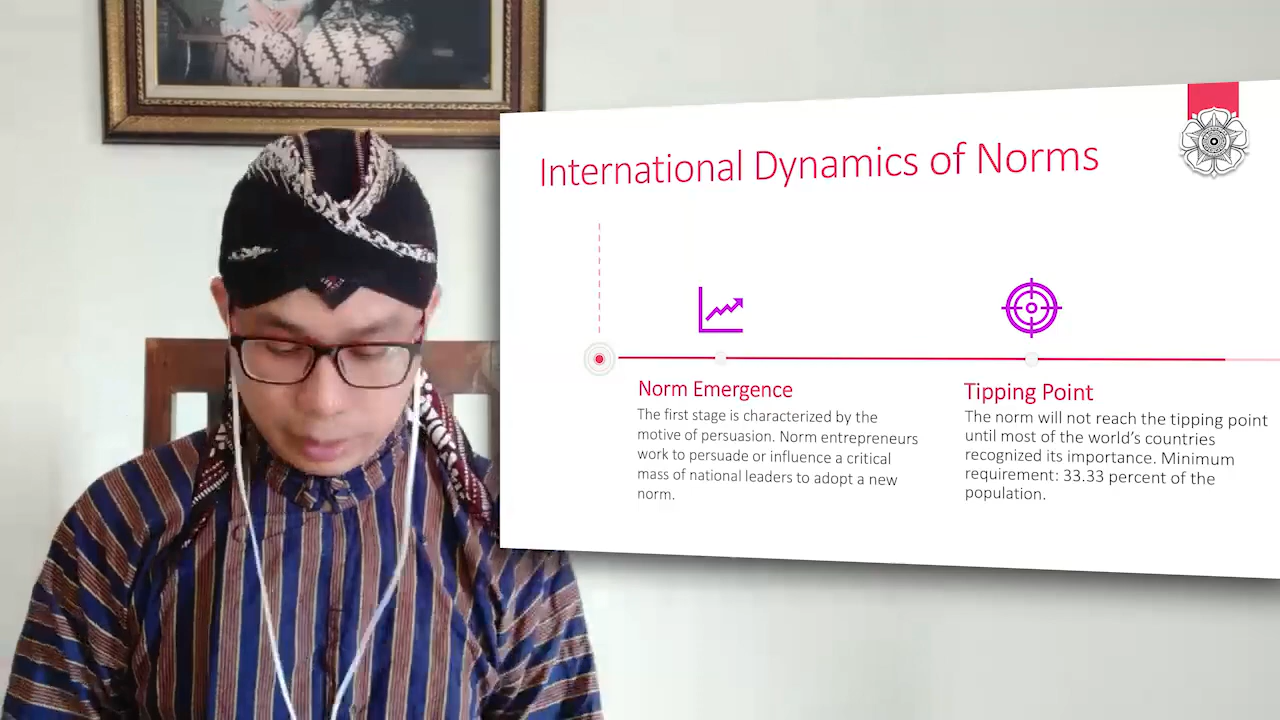 International Dynamics of Norms
Norm Emergence
The first stage is characterized by the
motive of persuasion. Norm entrepreneurs
work to persuade or influence a critical
mass of national leaders to adopt a new
norm.
Tipping Point
The norm will not reach the tipping point
until most of the world's countries
recognized its importance. Minimum
requirement: 33.33 percent of the
population.